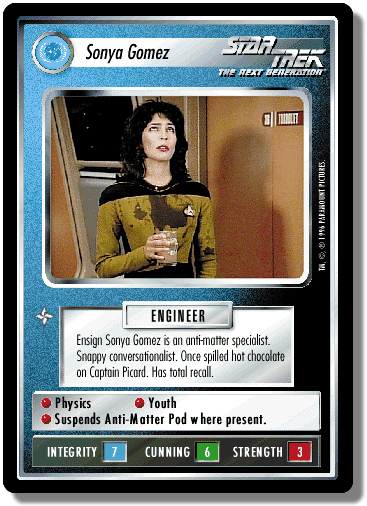 Sonya Gomez
STAR TREK
THE NEXT GENERATION
TM, © ® 1996 PARAMOUNT PICTURES.
ENGINEER
Ensign Sonya Gomez is an anti-matter specialist.
Snappy conversationalist. Once spilled hot chocolate
on Captain Picard. Has total recall.
Physics Youth
Suspends Anti-Matter Pod where present.
INTEGRITY 7 CUNNING 6 STRENGTH 3